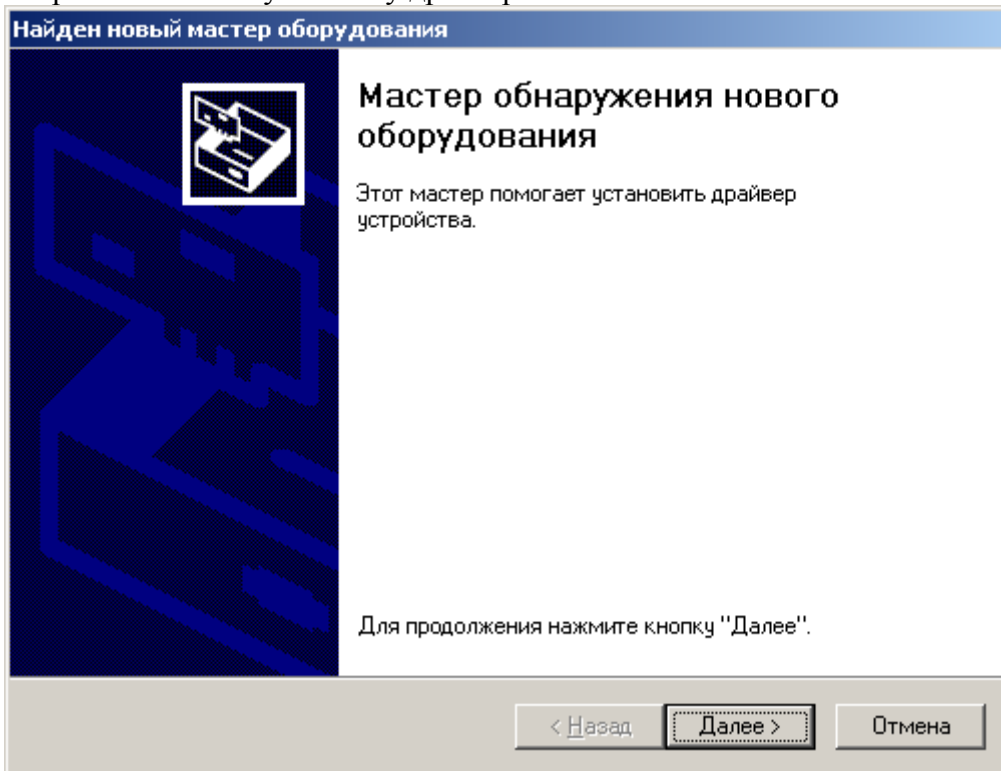 Найден новый мастер оборудования
Мастер обнаружения нового
оборудования
Этот мастер помогает установить драйвер
устройства.
Для продолжения нажмите кнопку "Далее".
< Назад
Далее >
Отмена